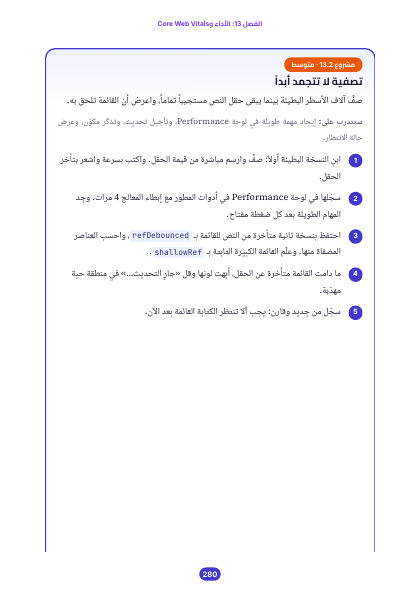 الفصل 13: الأداء وCore Web Vitals
مشروع 13.2 · متوسط
تصفية لا تتجمد أبداً
صفِّ آلاف الأسطر البطيئة بينما يبقى حقل النص مستجيباً تماماً، واعرض أن القائمة تلحق به.
ستتدرب على: إيجاد مهمة طويلة في لوحة Performance، وتأجيل تحديث، وتذكّر مكوّن، وعرض
حالة الانتظار.
1 ابنِ النسخة البطيئة أولاً: صفِّ وارسم مباشرة من قيمة الحقل. واكتب بسرعة واشعر بتأخر
الحقل.
2 سجّلها في لوحة Performance في أدوات المطور مع إبطاء المعالج 4 مرات. وجِد
المهام الطويلة بعد كل ضغطة مفتاح.
3 احتفظ بنسخة ثانية متأخرة من النص للقائمة بـ refDebounced، واحسب العناصر
المصفاة منها. وعلّم القائمة الكبيرة الثابتة بـ shallowRef.
4 ما دامت القائمة متأخرة عن الحقل، أبهت لونها وقل «جارٍ التحديث…» في منطقة حية
مهذبة.
5 سجّل من جديد وقارن: يجب ألا تنتظر الكتابة القائمة بعد الآن.
280